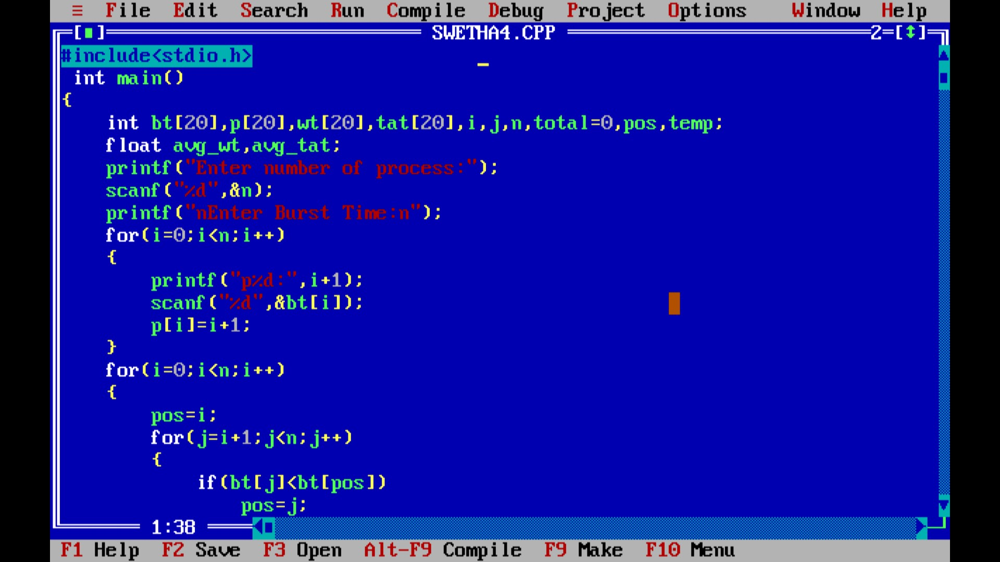 ≡ File Edit Search Run Compile Debug Project Options Window Help
[■] SWETHA4.CPP 2=[↕]
#include<stdio.h>
int main()
{
int bt[20],p[20],wt[20],tat[20],i,j,n,total=0,pos,temp;
float avg_wt,avg_tat;
printf("Enter number of process:");
scanf("%d",&n);
printf("nEnter Burst Time:n");
for(i=0;i<n;i++)
{
printf("p%d:",i+1);
scanf("%d",&bt[i]);
p[i]=i+1;
}
for(i=0;i<n;i++)
{
pos=i;
for(j=i+1;j<n;j++)
{
if(bt[j]<bt[pos])
pos=j;
1:38
F1 Help F2 Save F3 Open Alt-F9 Compile F9 Make F10 Menu